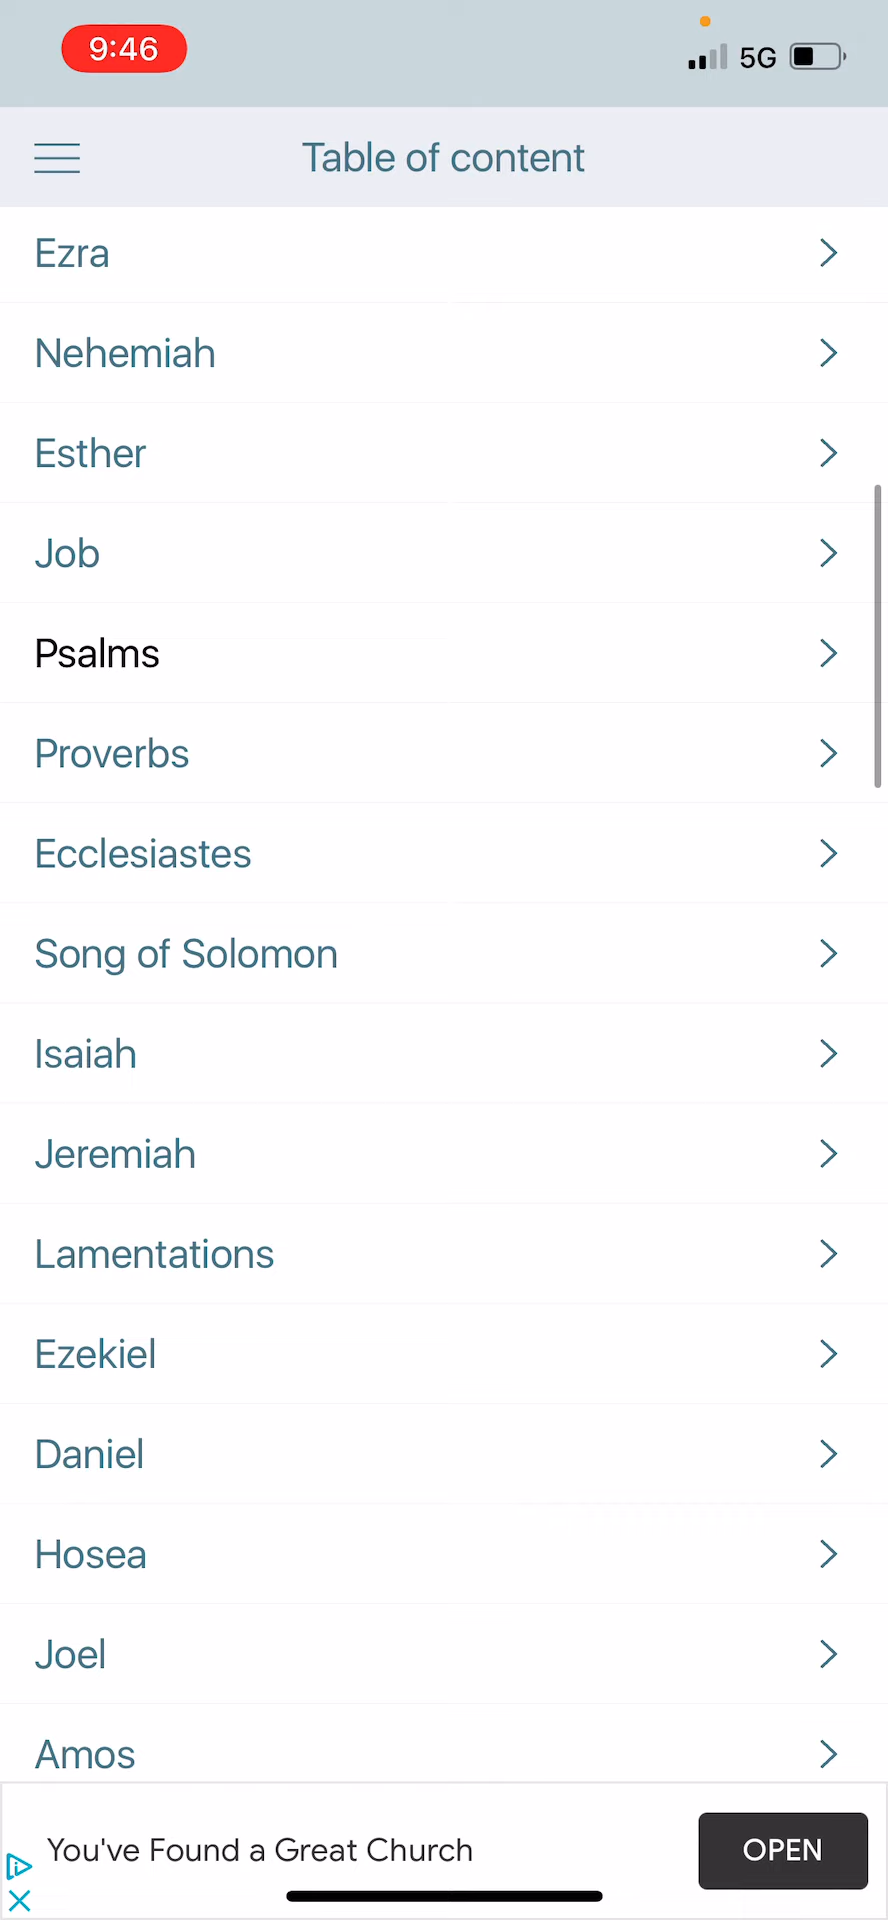 9:46
5G
Table of content
Ezra
Nehemiah
Esther
Job
Psalms
Proverbs
Ecclesiastes
Song of Solomon
Isaiah
Jeremiah
Lamentations
Ezekiel
Daniel
Hosea
Joel
Amos
You've Found a Great Church
OPEN